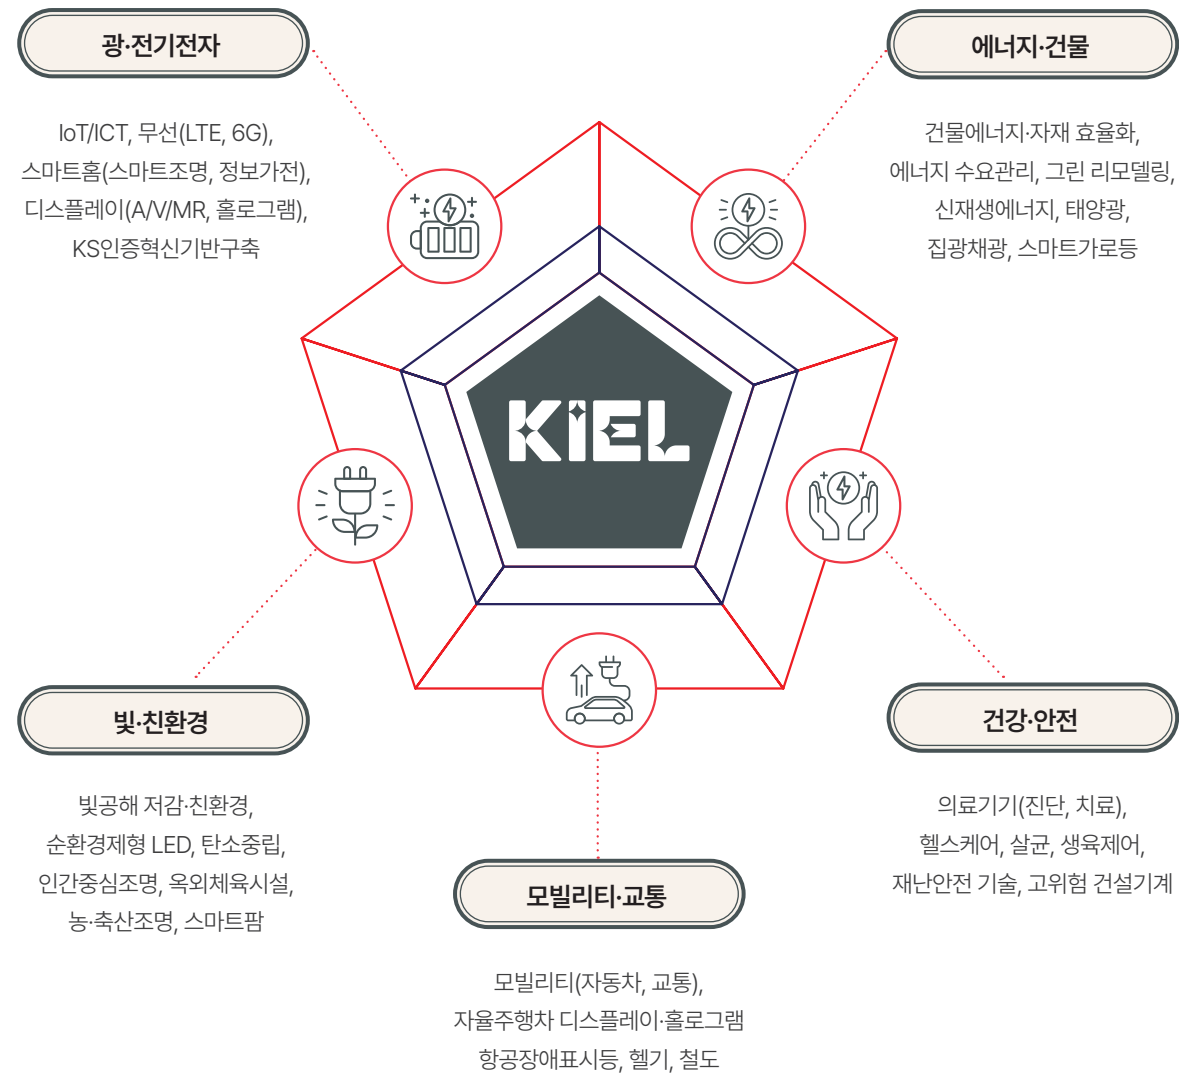 광·전기전자
IoT/ICT, 무선(LTE, 6G),
스마트홈(스마트조명, 정보가전),
디스플레이(A/V/MR, 홀로그램),
KS인증혁신기반구축
에너지·건물
건물에너지·자재 효율화,
에너지 수요관리, 그린 리모델링,
신재생에너지, 태양광,
집광채광, 스마트가로등
KiEL
빛·친환경
빛공해 저감·친환경,
순환경제형 LED, 탄소중립,
인간중심조명, 옥외체육시설,
농·축산조명, 스마트팜
건강·안전
의료기기(진단, 치료),
헬스케어, 살균, 생육제어,
재난안전 기술, 고위험 건설기계
모빌리티·교통
모빌리티(자동차, 교통),
자율주행차 디스플레이·홀로그램
항공장애표시등, 헬기, 철도